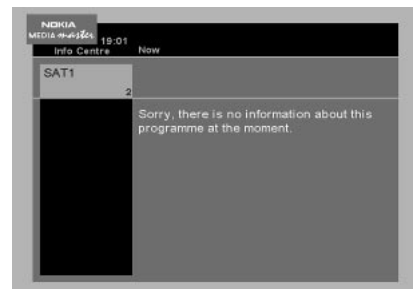 NOKIA
MEDIA master
19:01
Info Centre Now
SAT1
2
Sorry, there is no information about this
programme at the moment.